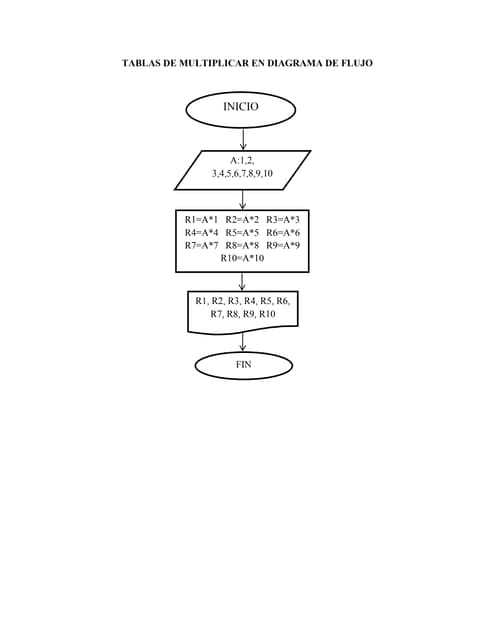 TABLAS DE MULTIPLICAR EN DIAGRAMA DE FLUJO
INICIO
A:1,2,
3,4,5,6,7,8,9,10
R1=A*1 R2=A*2 R3=A*3
R4=A*4 R5=A*5 R6=A*6
R7=A*7 R8=A*8 R9=A*9
R10=A*10
R1, R2, R3, R4, R5, R6,
R7, R8, R9, R10
FIN